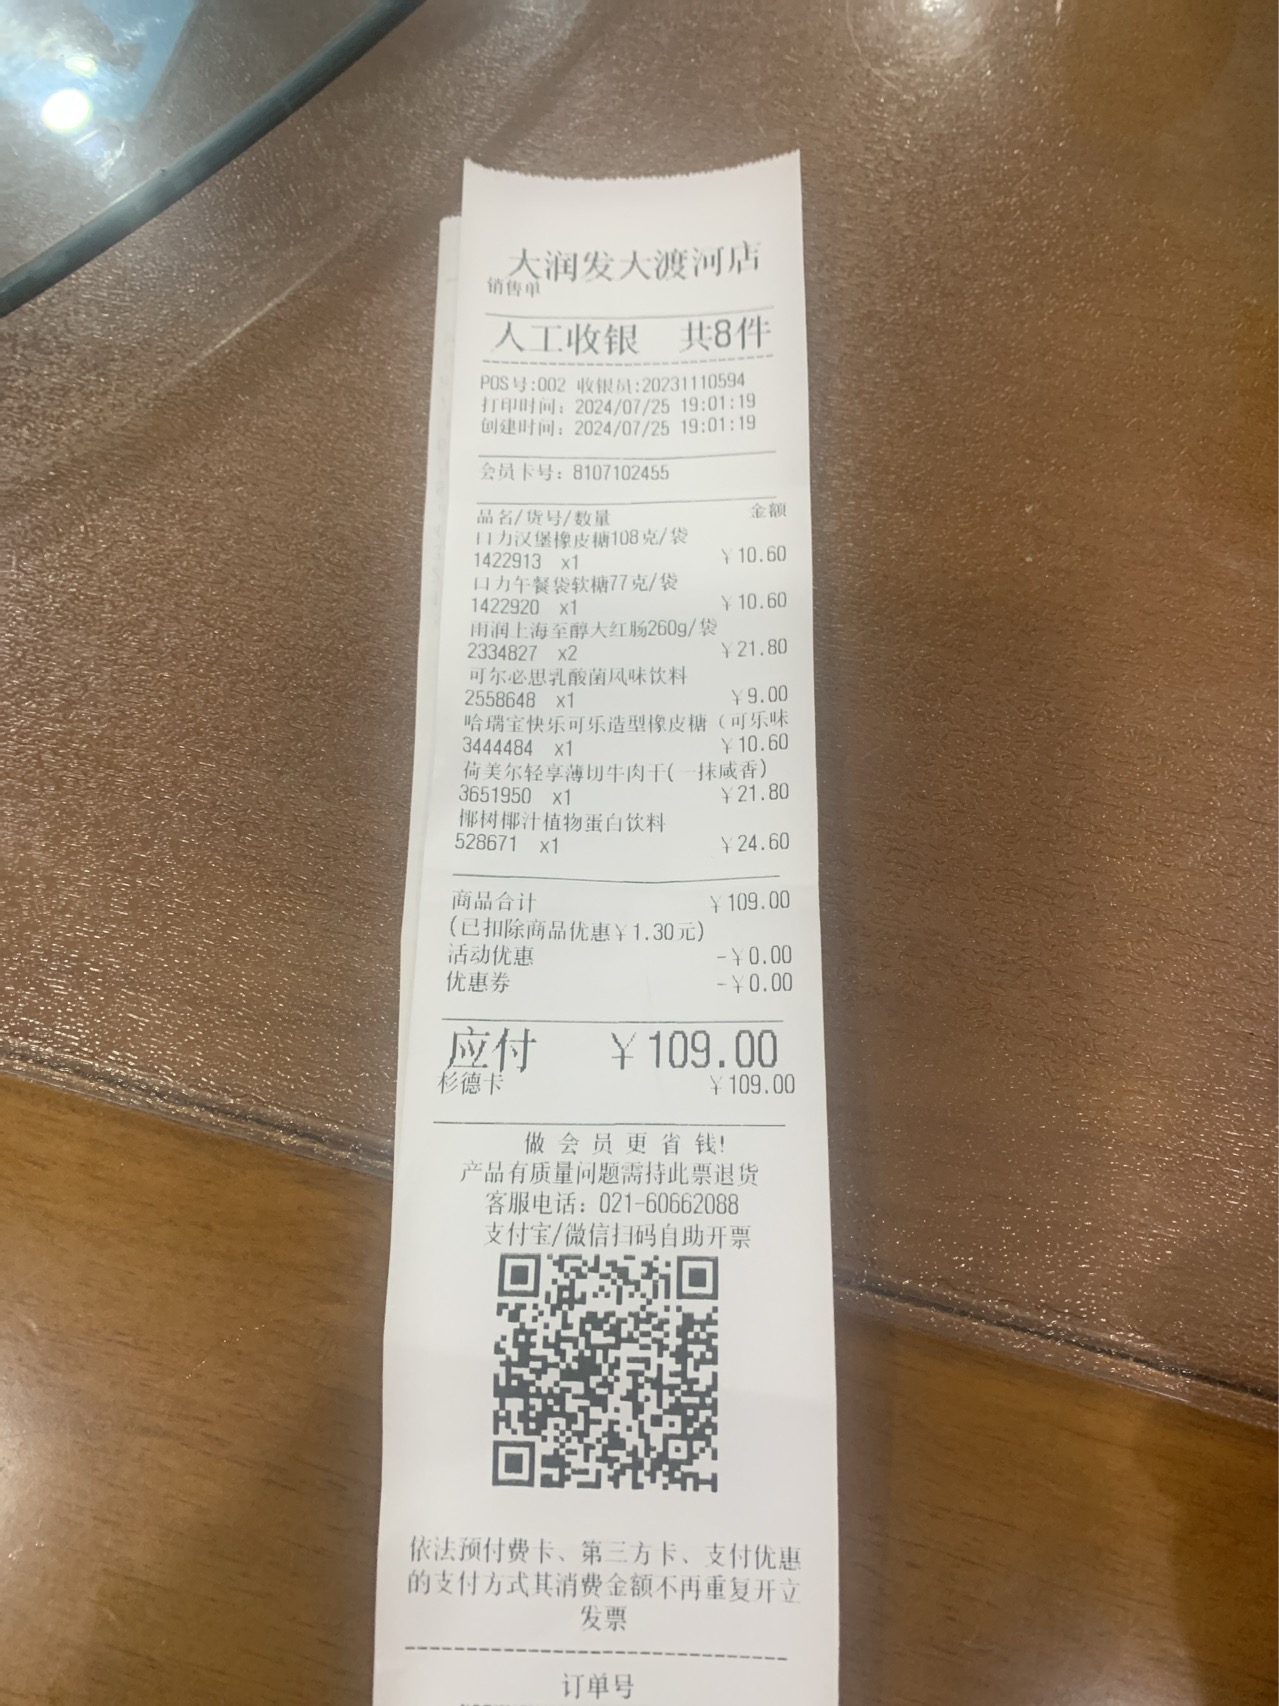 大润发大渡河店
销售单
人工收银 共8件
POS号:002 收银员:20231110594
打印时间: 2024/07/25 19:01:19
创建时间: 2024/07/25 19:01:19
会员卡号: 8107102455
品名/货号/数量 金额
口力汉堡橡皮糖108克/袋
1422913 x1 ￥10.60
口力午餐袋软糖77克/袋
1422920 x1 ￥10.60
雨润上海至醇大红肠260g/袋
2334827 x2 ￥21.80
可尔必思乳酸菌风味饮料
2558648 x1 ￥9.00
哈瑞宝快乐可乐造型橡皮糖（可乐味
3444484 x1 ￥10.60
荷美尔轻享薄切牛肉干(一抹咸香)
3651950 x1 ￥21.80
椰树椰汁植物蛋白饮料
528671 x1 ￥24.60
商品合计 ￥109.00
(已扣除商品优惠￥1.30元)
活动优惠 -￥0.00
优惠券 -￥0.00
应付 ￥109.00
杉德卡 ￥109.00
做会员更省钱!
产品有质量问题需持此票退货
客服电话: 021-60662088
支付宝/微信扫码自助开票
依法预付费卡、第三方卡、支付优惠
的支付方式其消费金额不再重复开立
发票
订单号